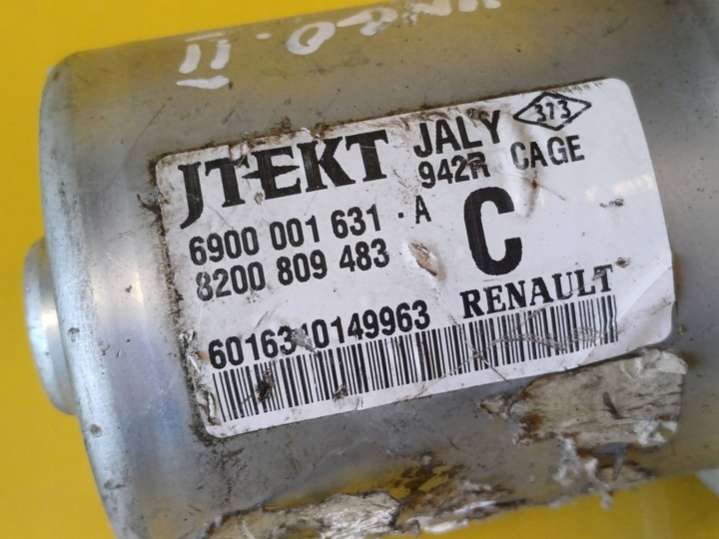 JTEKT JALY 373
942R CAGE
6900 001 631 · A
8200 809 483 C
6016340149963 RENAULT